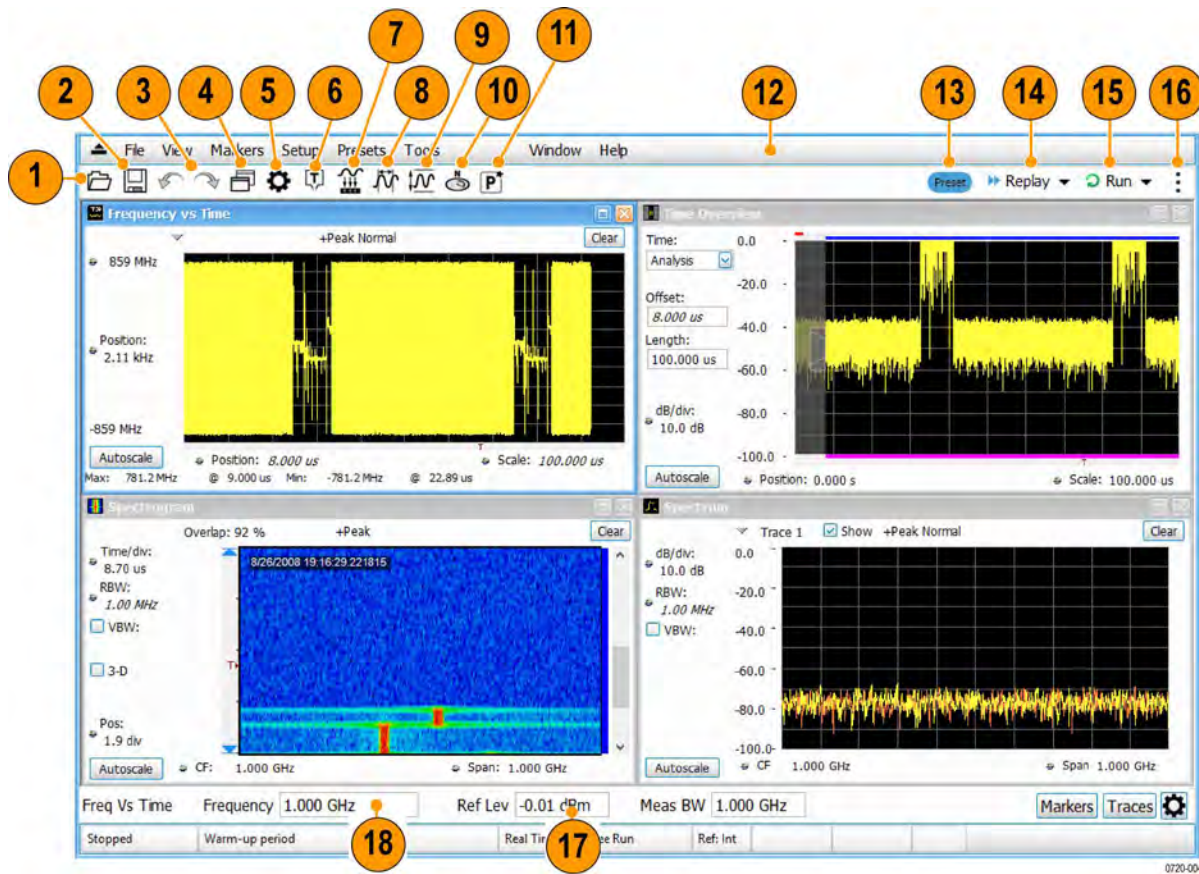 7
9
11
2
3
4
5
6
8
10
12
13
14
15
16
1
File View Markers Setup Presets Tools Window Help
T
N
P
Preset Replay Run
Frequency vs Time
+Peak Normal
Clear
859 MHz
Position:
2.11 kHz
-859 MHz
T
Autoscale
Position: 8.000 us
Scale: 100.000 us
Max: 781.2 MHz @ 9.000 us Min: -781.2 MHz @ 22.89 us
Time Overview
Time:
Analysis
Offset:
8.000 us
Length:
100.000 us
dB/div:
10.0 dB
0.0
-20.0
-40.0
-60.0
-80.0
-100.0
T
Autoscale
Position: 0.000 s
Scale: 100.000 us
Spectrogram
Overlap: 92 %
+Peak
Clear
Time/div:
8.70 us
RBW:
1.00 MHz
VBW:
3-D
Pos:
1.9 div
8/26/2008 19:16:29.221815
T
Autoscale
CF: 1.000 GHz
Span: 1.000 GHz
Spectrum
Trace 1 Show +Peak Normal
Clear
dB/div:
10.0 dB
RBW:
1.00 MHz
VBW:
0.0
-20.0
-40.0
-60.0
-80.0
-100.0
Autoscale
CF 1.000 GHz
Span 1.000 GHz
Freq Vs Time Frequency 1.000 GHz Ref Lev -0.01 dBm Meas BW 1.000 GHz Markers Traces
Stopped Warm-up period Real Run Ref: Int
18
17